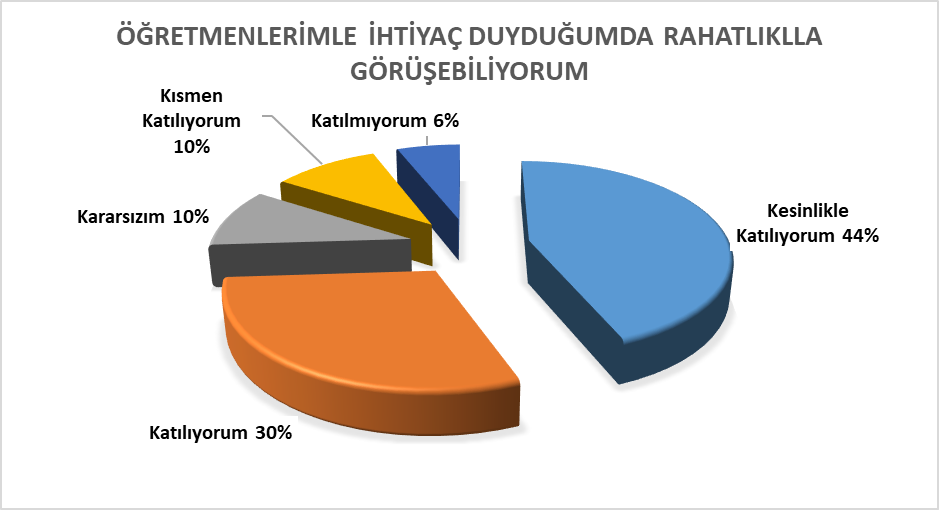 ÖĞRETMENLERİMLE İHTİYAÇ DUYDUĞUMDA RAHATLIKLLA
GÖRÜŞEBİLİYORUM
Kısmen
Katılıyorum
10%
Katılmıyorum 6%
Kararsızım 10%
Kesinlikle
Katılıyorum 44%
Katılıyorum 30%